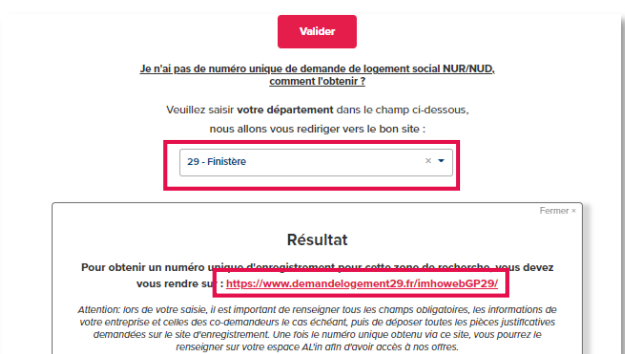 Valider
Je n'ai pas de numéro unique de demande de logement social NUR/NUD,
comment l'obtenir ?
Veuillez saisir votre département dans le champ ci-dessous,
nous allons vous rediriger vers le bon site :
29 - Finistère
Fermer ×
Résultat
Pour obtenir un numéro unique d'enregistrement pour cette zone de recherche, vous devez
vous rendre sur : https://www.demandelogement29.fr/imhowebGP29/
Attention: lors de votre saisie, il est important de renseigner tous les champs obligatoires, les informations de
votre entreprise et celles des co-demandeurs le cas échéant, puis de déposer toutes les pièces justificatives
demandées sur le site d'enregistrement. Une fois le numéro unique obtenu via ce site, vous pourrez le
renseigner sur votre espace AL'in afin d'avoir accès à nos offres.